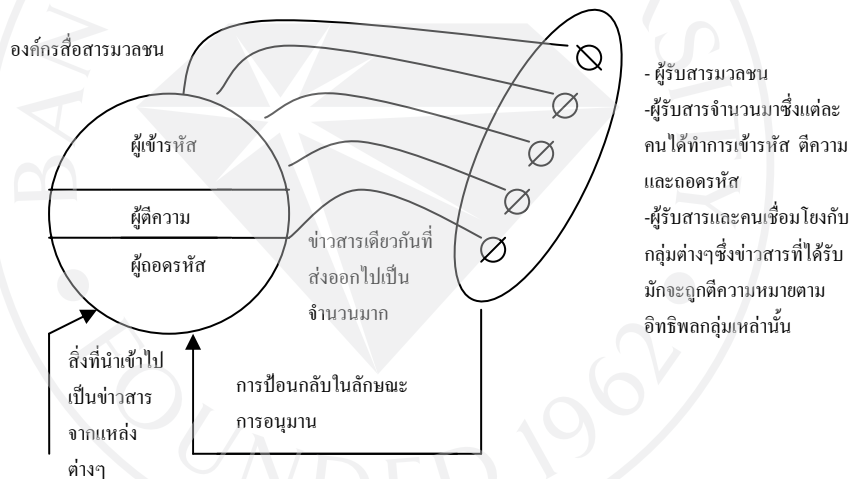 องค์กรสื่อสารมวลชน
ผู้เข้ารหัส
ผู้ตีความ
ผู้ถอดรหัส
ข่าวสารเดียวกันที่
ส่งออกไปเป็น
จำนวนมาก
สิ่งที่นำเข้าไป
เป็นข่าวสาร
จากแหล่ง
ต่างๆ
การป้อนกลับในลักษณะ
การอนุมาน
- ผู้รับสารมวลชน
-ผู้รับสารจำนวนมาซึ่งแต่ละ
คนได้ทำการเข้ารหัส ตีความ
และถอดรหัส
-ผู้รับสารและคนเชื่อมโยงกับ
กลุ่มต่างๆซึ่งข่าวสารที่ได้รับ
มักจะถูกตีความหมายตาม
อิทธิพลกลุ่มเหล่านั้น